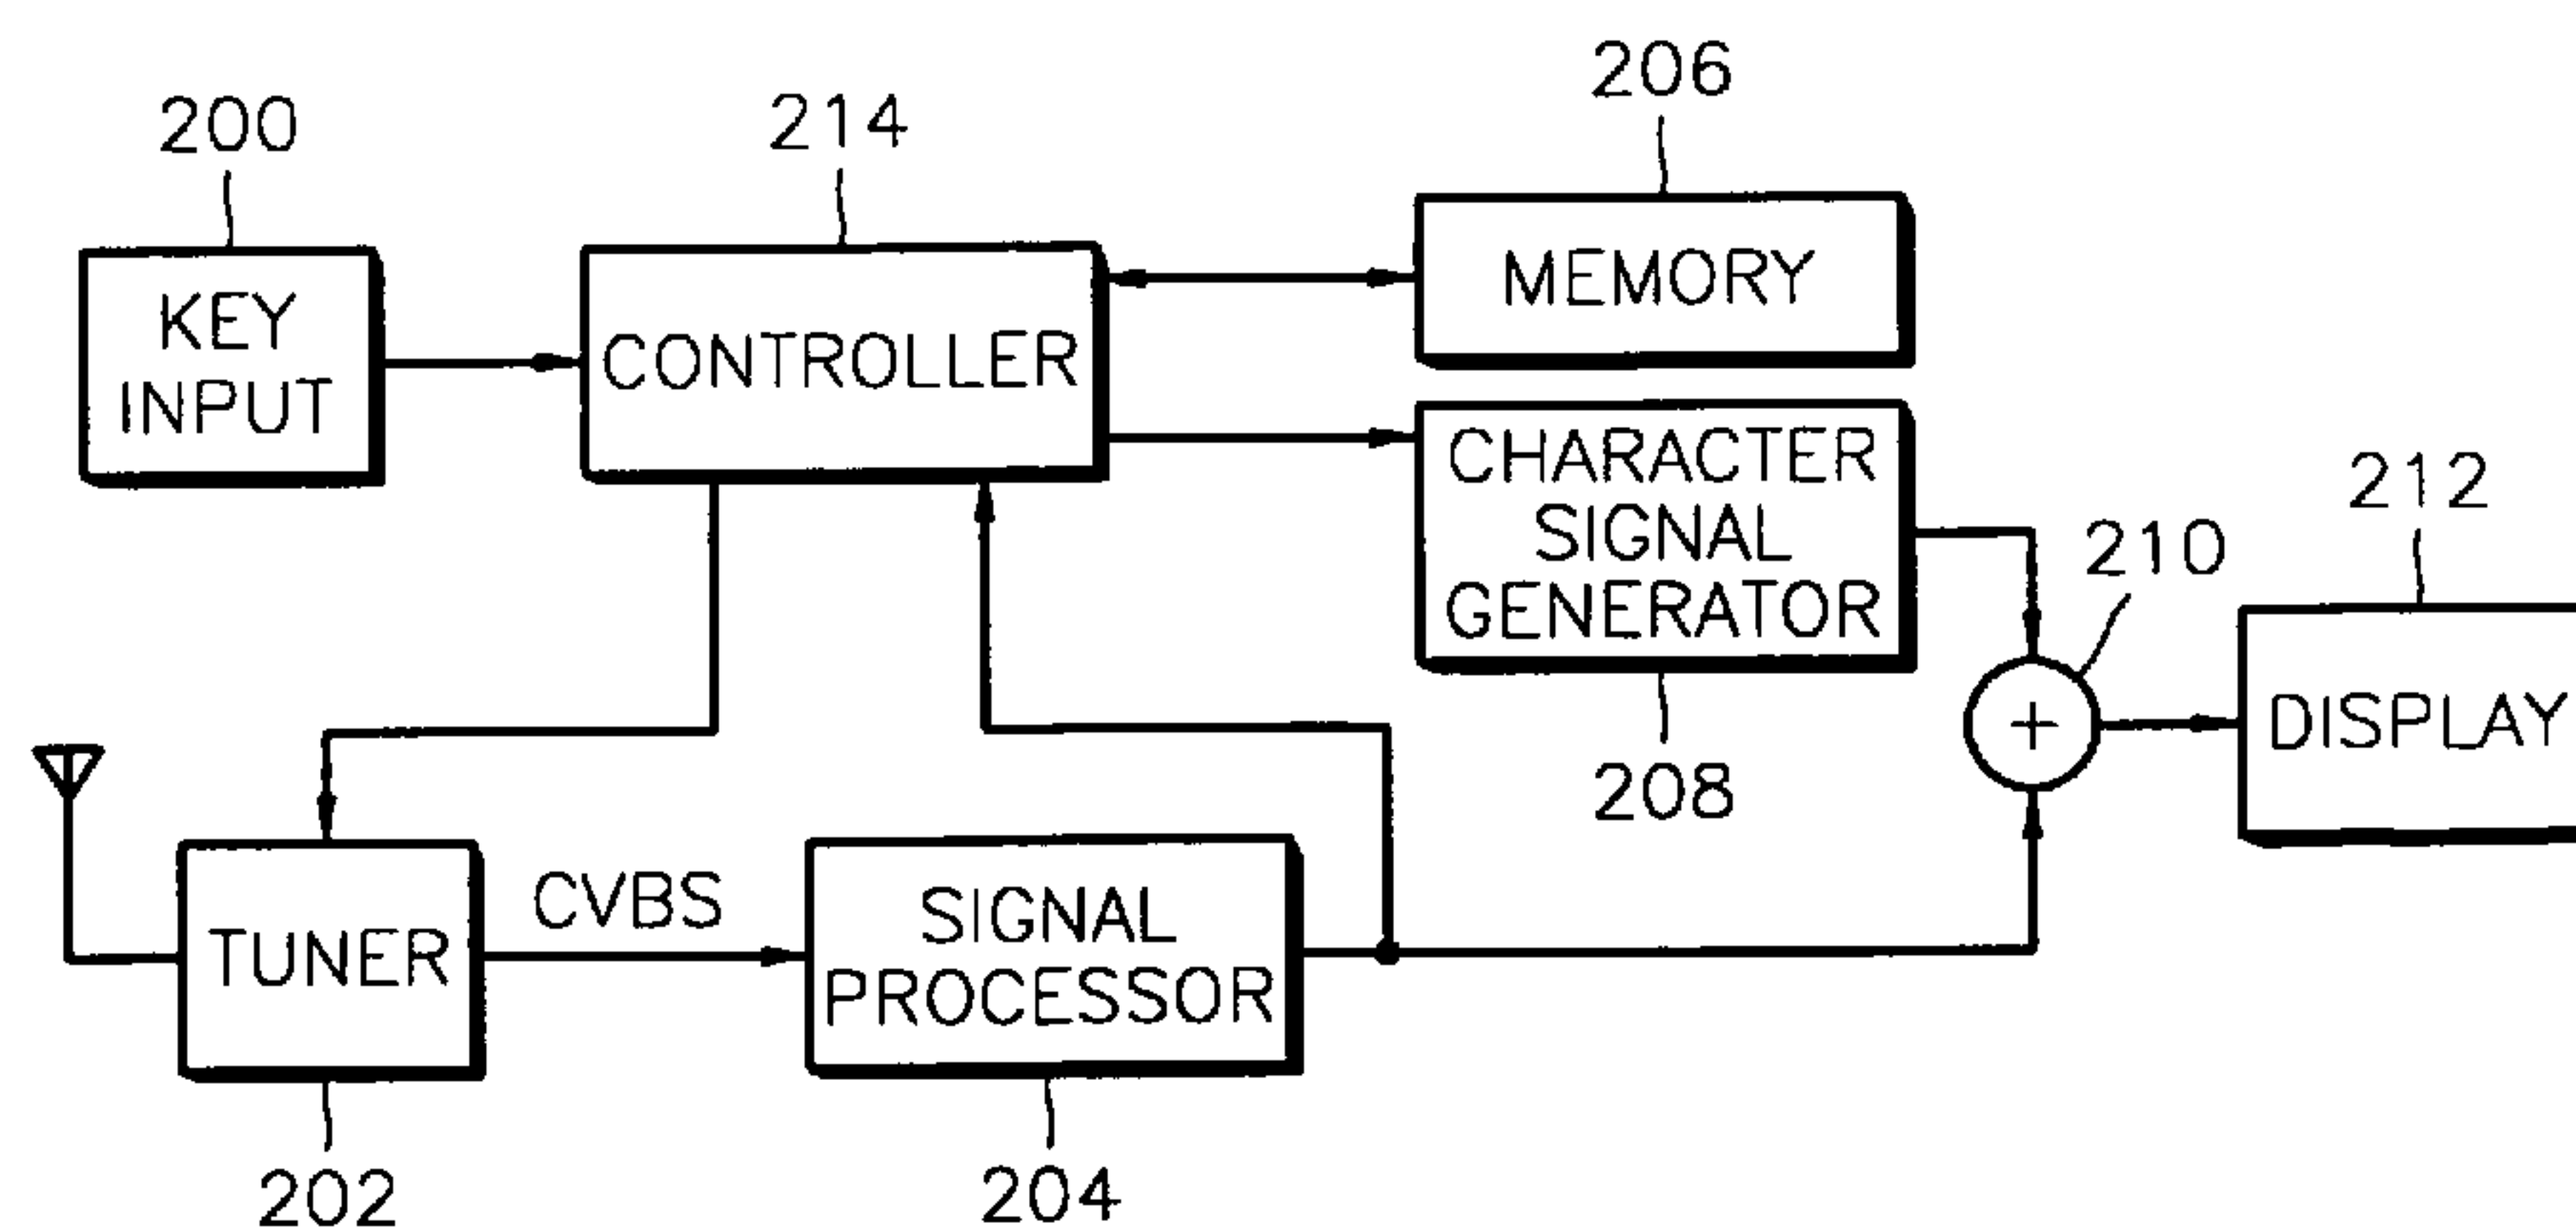 206
200
214
KEY
INPUT
CONTROLLER
MEMORY
CHARACTER
SIGNAL
GENERATOR
212
210
208
DISPLAY
TUNER
CVBS
SIGNAL
PROCESSOR
202
204
+